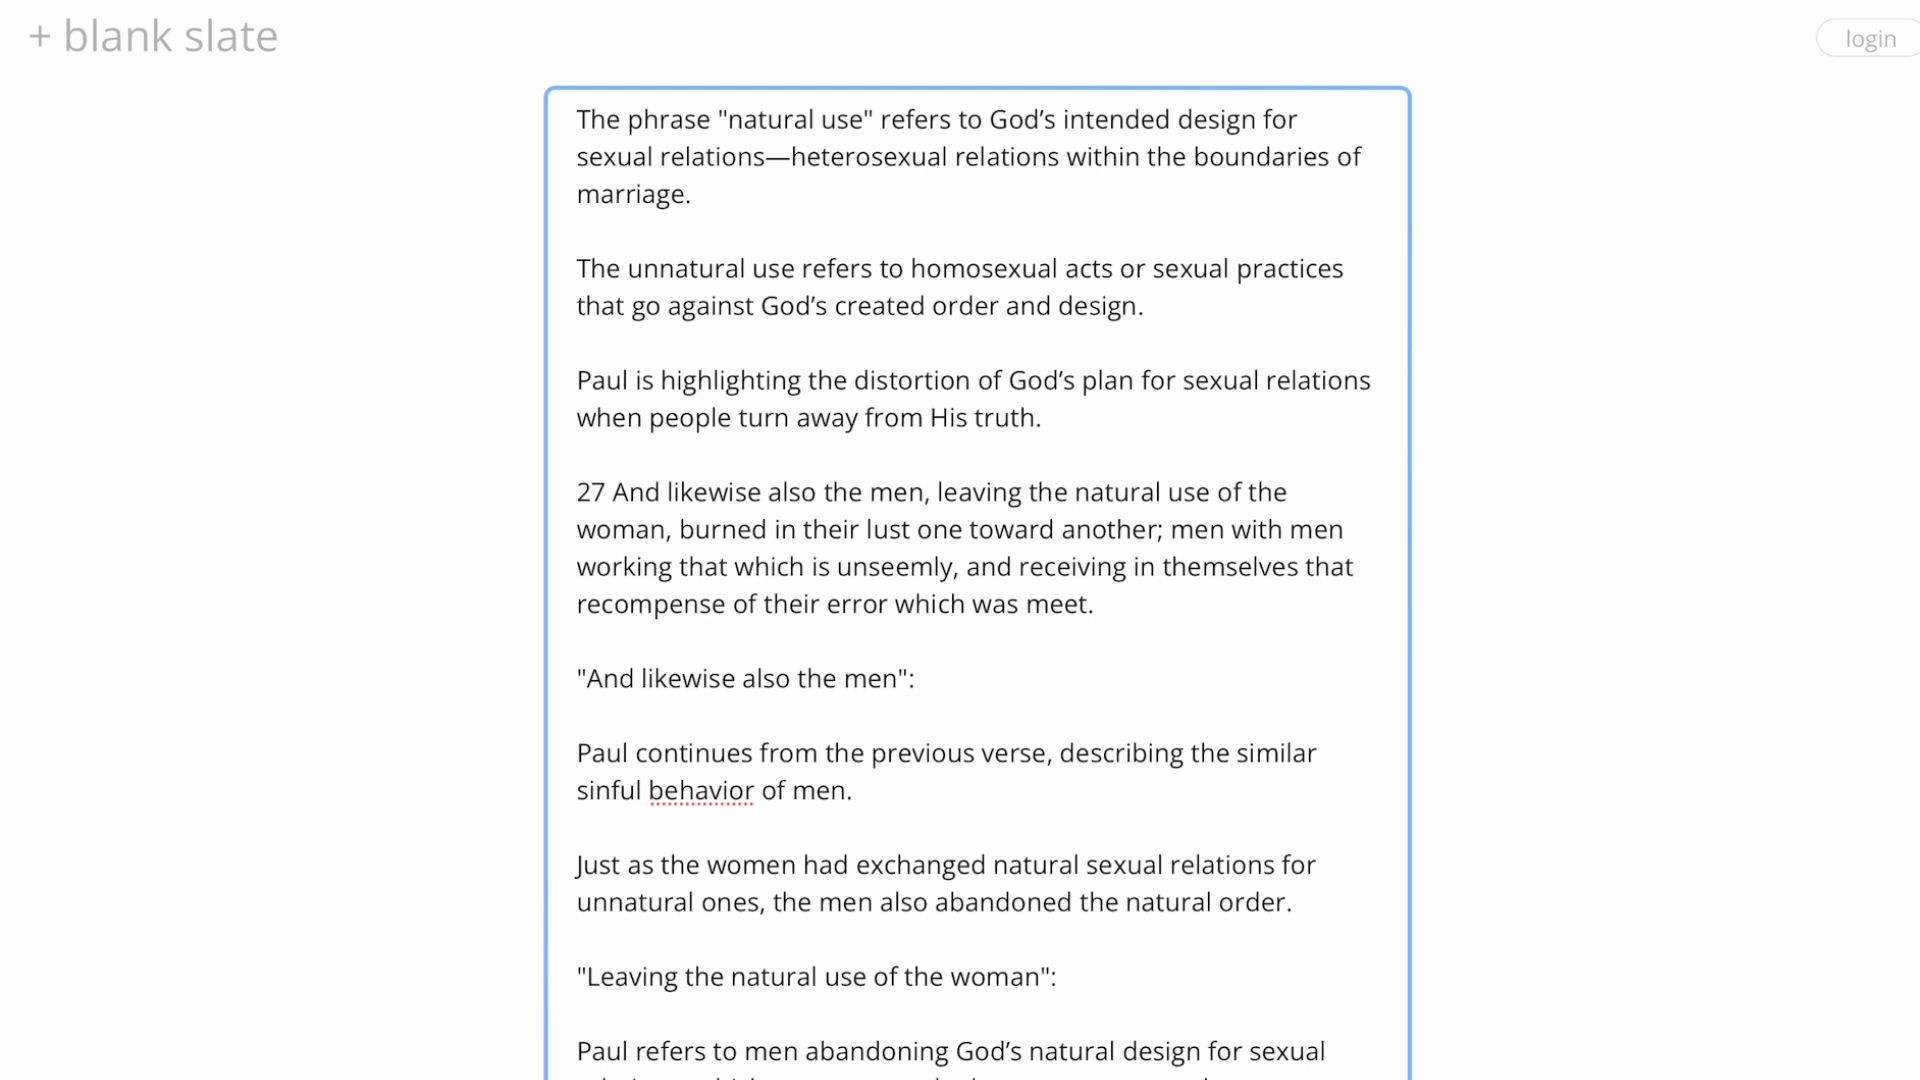 + blank slate
login
The phrase "natural use" refers to God’s intended design for
sexual relations—heterosexual relations within the boundaries of
marriage.
The unnatural use refers to homosexual acts or sexual practices
that go against God’s created order and design.
Paul is highlighting the distortion of God’s plan for sexual relations
when people turn away from His truth.
27 And likewise also the men, leaving the natural use of the
woman, burned in their lust one toward another; men with men
working that which is unseemly, and receiving in themselves that
recompense of their error which was meet.
"And likewise also the men":
Paul continues from the previous verse, describing the similar
sinful behavior of men.
Just as the women had exchanged natural sexual relations for
unnatural ones, the men also abandoned the natural order.
"Leaving the natural use of the woman":
Paul refers to men abandoning God’s natural design for sexual